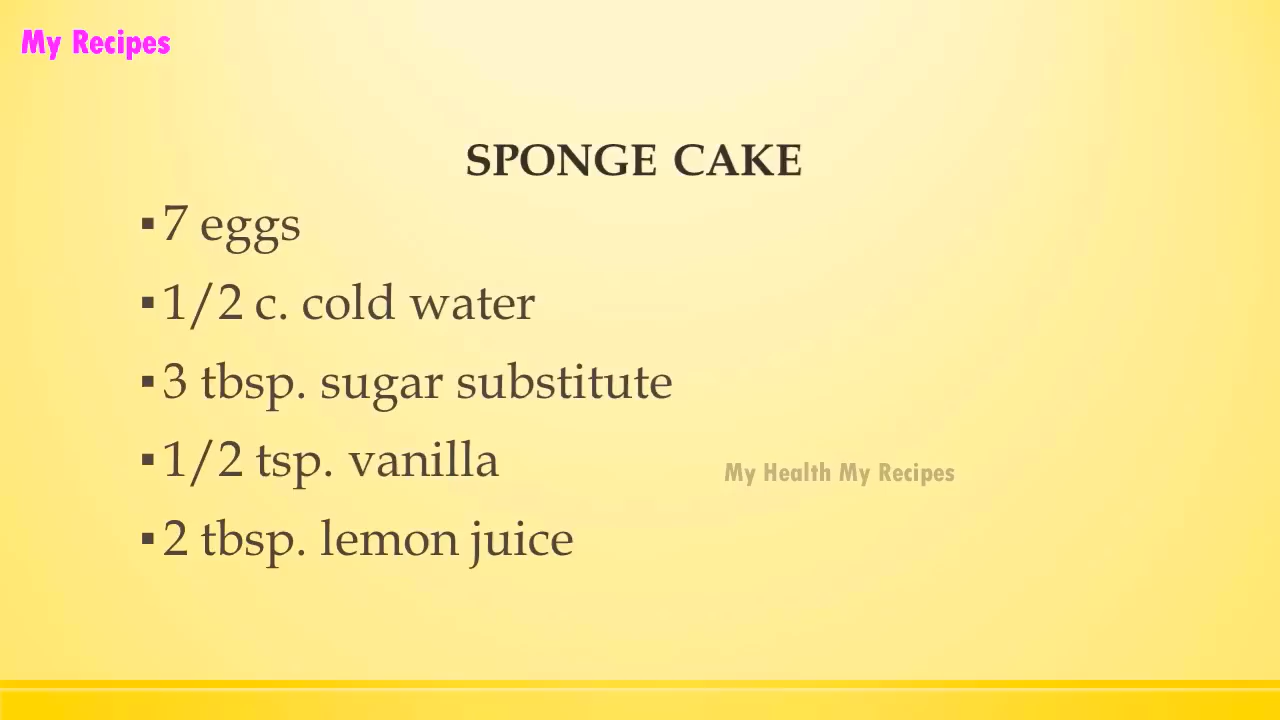 My Recipes
SPONGE CAKE
▪7 eggs
▪1/2 c. cold water
▪3 tbsp. sugar substitute
▪1/2 tsp. vanilla
My Health My Recipes
▪2 tbsp. lemon juice